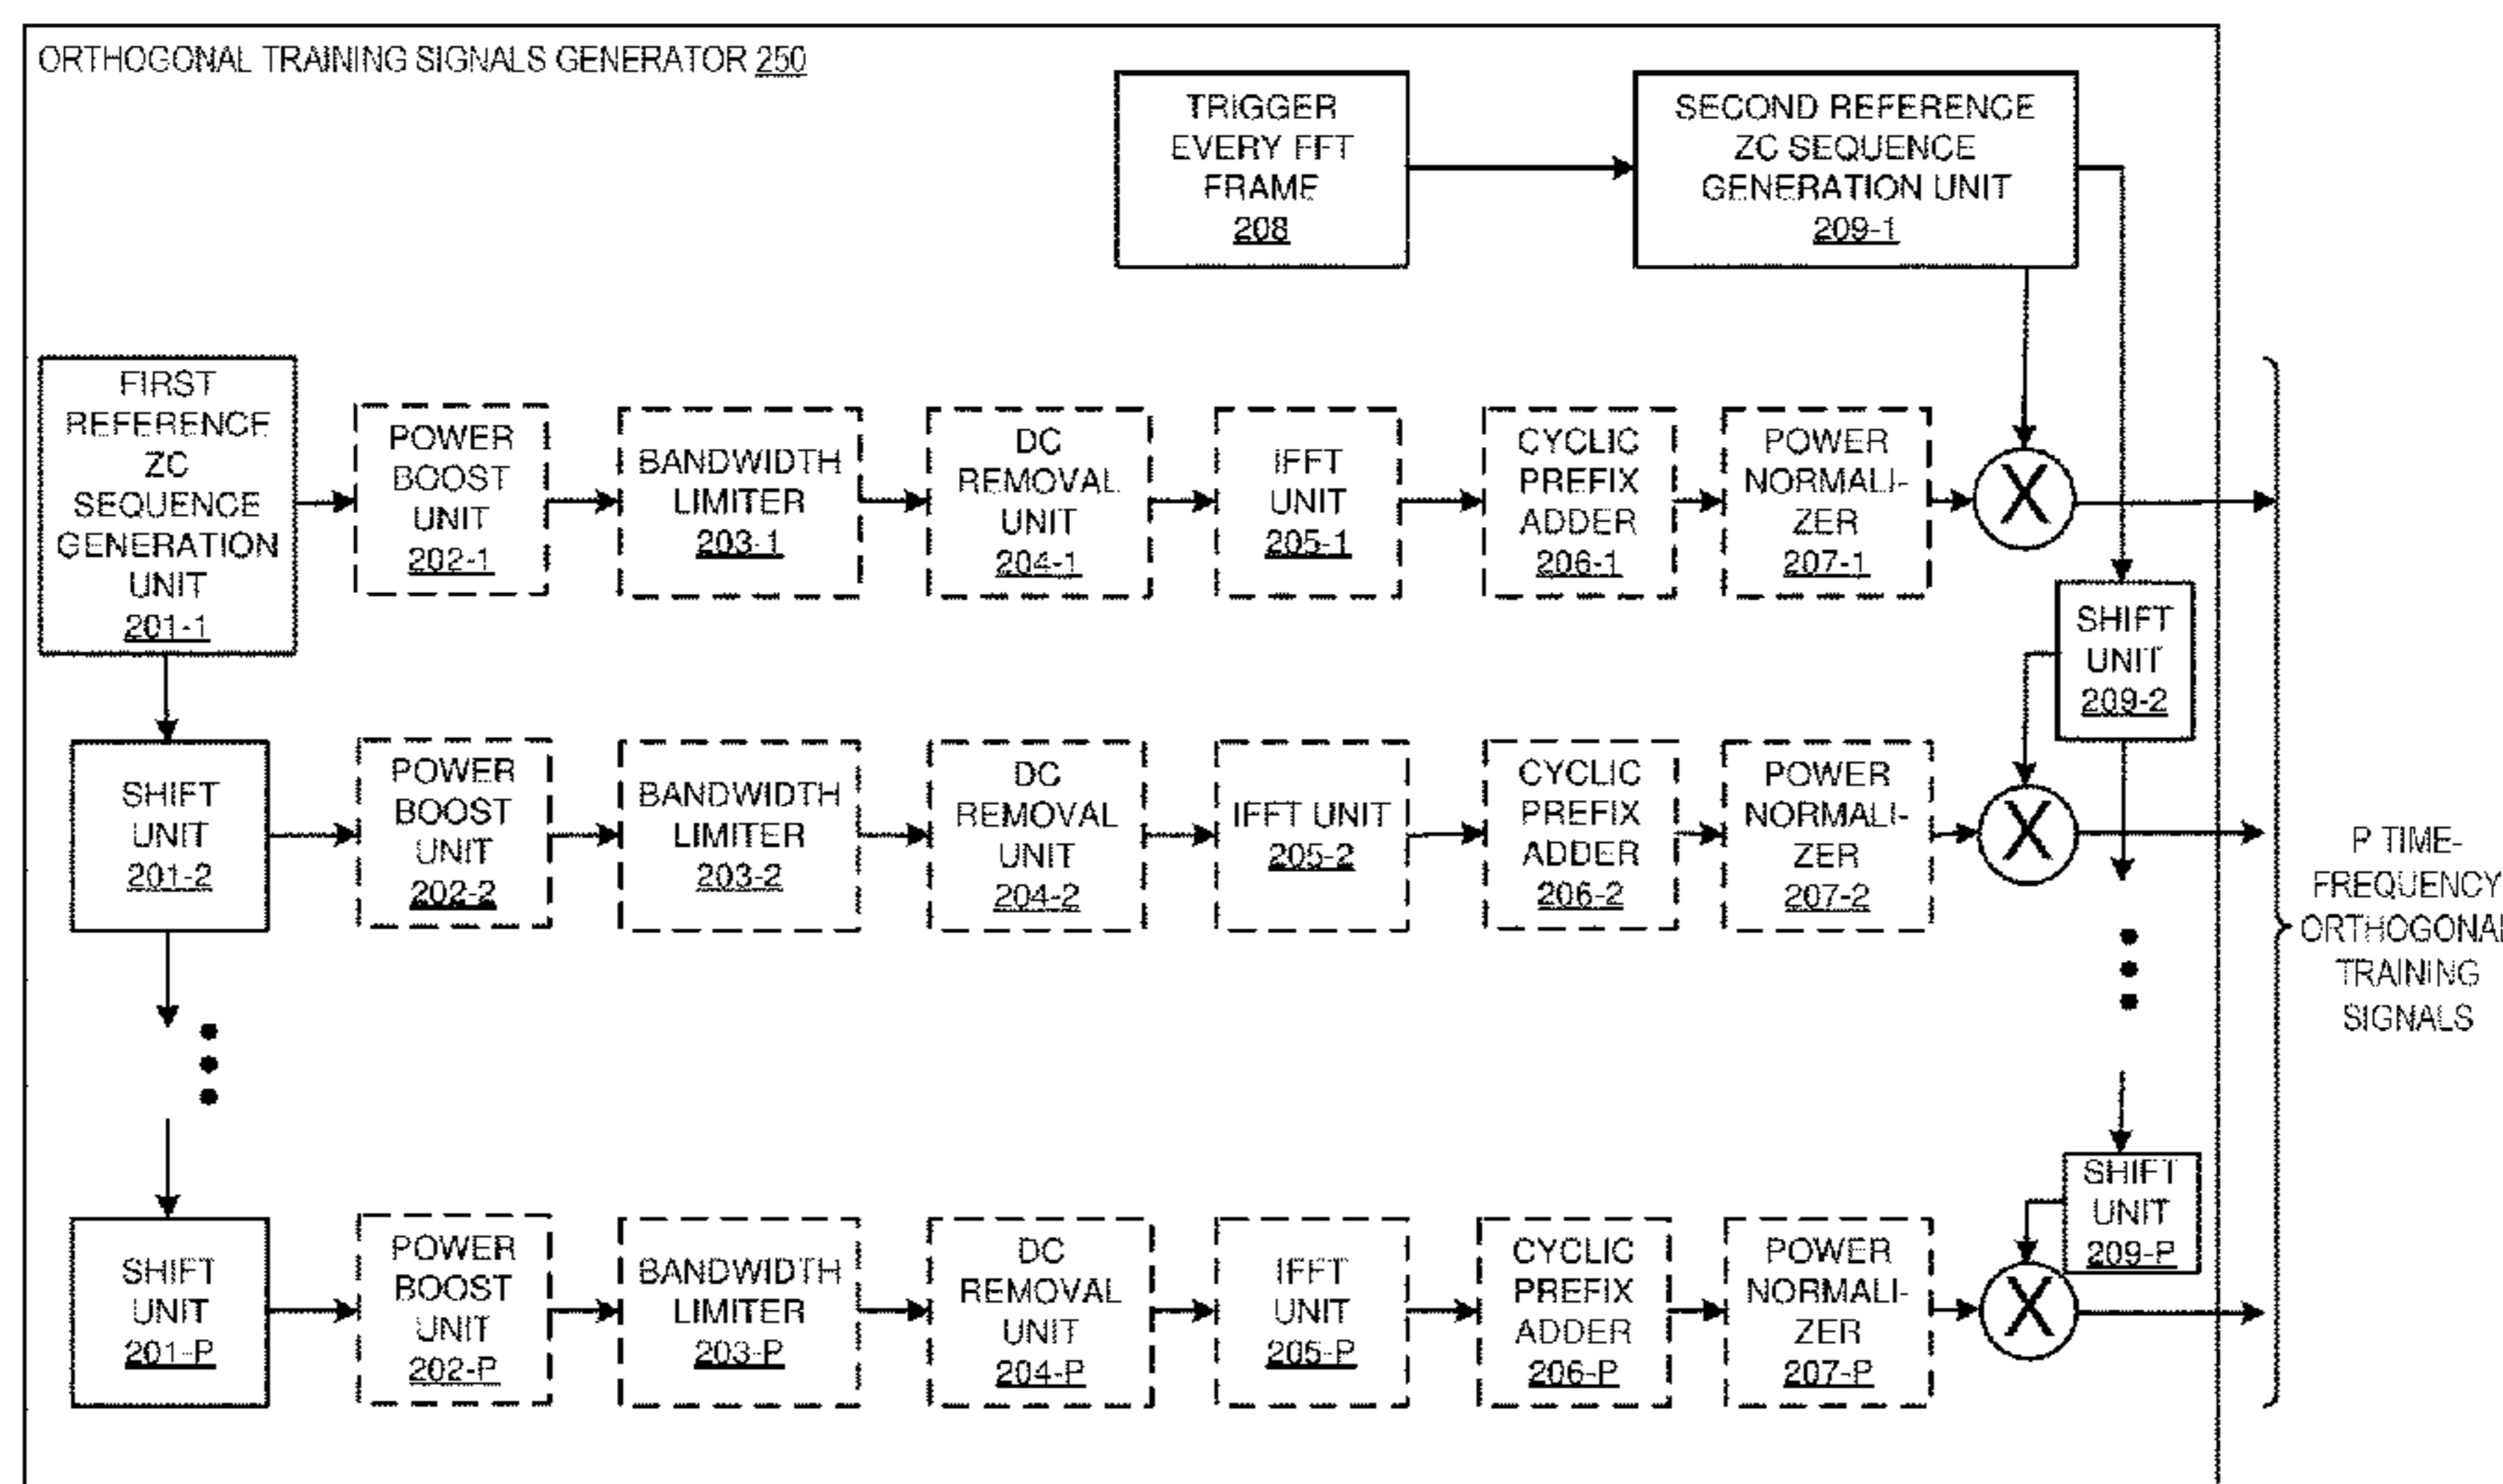 ORTHOGONAL TRAINING SIGNALS GENERATOR 250
TRIGGER
EVERY FFT
FRAME
208
SECOND REFERENCE
ZC SEQUENCE
GENERATION UNIT
209-1
FIRST
REFERENCE
ZC
SEQUENCE
GENERATION
UNIT
201-1
POWER
BOOST
UNIT
202-1
BANDWIDTH
LIMITER
203-1
DC
REMOVAL
UNIT
204-1
IFFT
UNIT
205-1
CYCLIC
PREFIX
ADDER
206-1
POWER
NORMALI-
ZER
207-1
X
SHIFT
UNIT
209-2
SHIFT
UNIT
201-2
POWER
BOOST
UNIT
202-2
BANDWIDTH
LIMITER
203-2
DC
REMOVAL
UNIT
204-2
IFFT UNIT
205-2
CYCLIC
PREFIX
ADDER
206-2
POWER
NORMALI-
ZER
207-2
X
P TIME-
FREQUENCY
ORTHOGONAL
TRAINING
SIGNALS
SHIFT
UNIT
209-P
SHIFT
UNIT
201-P
POWER
BOOST
UNIT
202-P
BANDWIDTH
LIMITER
203-P
DC
REMOVAL
UNIT
204-P
IFFT
UNIT
205-P
CYCLIC
PREFIX
ADDER
206-P
POWER
NORMALI-
ZER
207-P
X